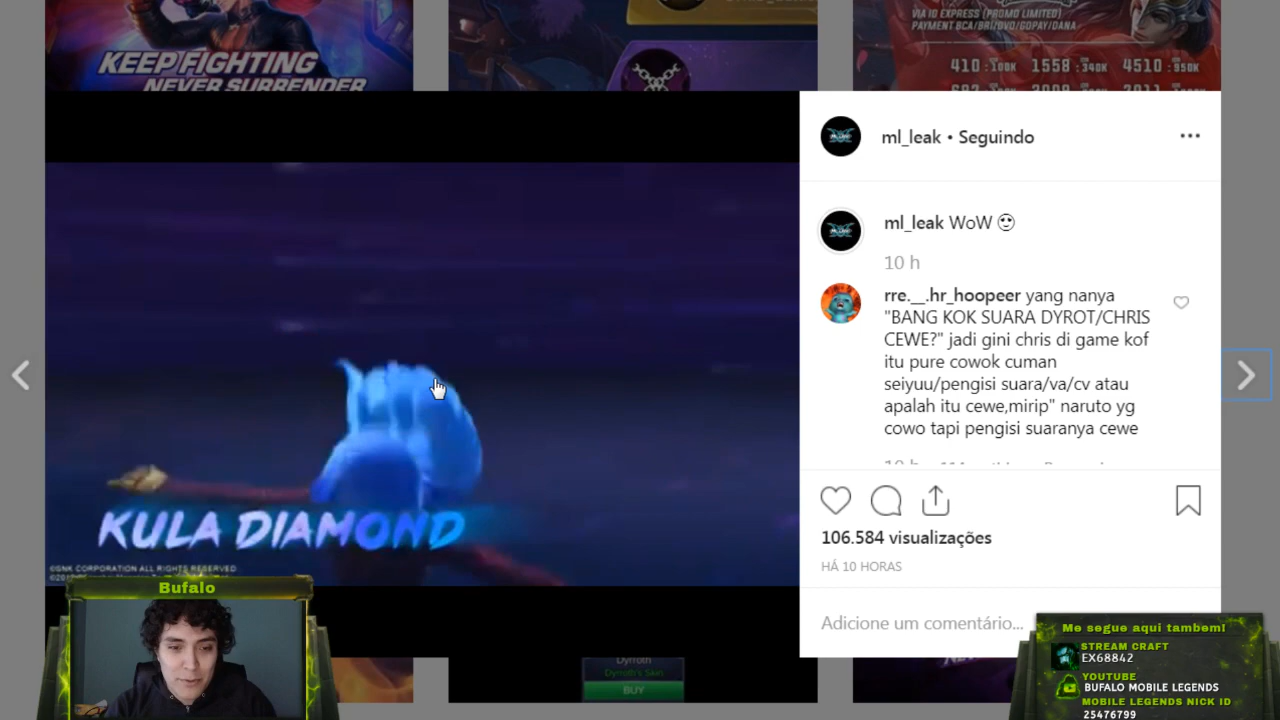 KEEP FIGHTING
NEVER SURRENDER
VIA ID EXPRESS (PROMO LIMITED)
PAYMENT BCA/BRI/OVO/GOPAY/DANA
410 : 100K 1558 : 340K 4510 : 950K
ml_leak • Seguindo
ml_leak WoW
10 h
rre.__.hr_hoopeer yang nanya
"BANG KOK SUARA DYROT/CHRIS
CEWE?" jadi gini chris di game kof
itu pure cowok cuman
seiyuu/pengisi suara/va/cv atau
apalah itu cewe,mirip" naruto yg
cowo tapi pengisi suaranya cewe
106.584 visualizações
HÁ 10 HORAS
Adicione um comentário...
KULA DIAMOND
©SNK CORPORATION ALL RIGHTS RESERVED
Bufalo
Dyrroth
Dyrroth's Skin
BUY
Me segue aqui tambem!
STREAM CRAFT
EX68842
YOUTUBE
BUFALO MOBILE LEGENDS
MOBILE LEGENDS NICK ID
25476799